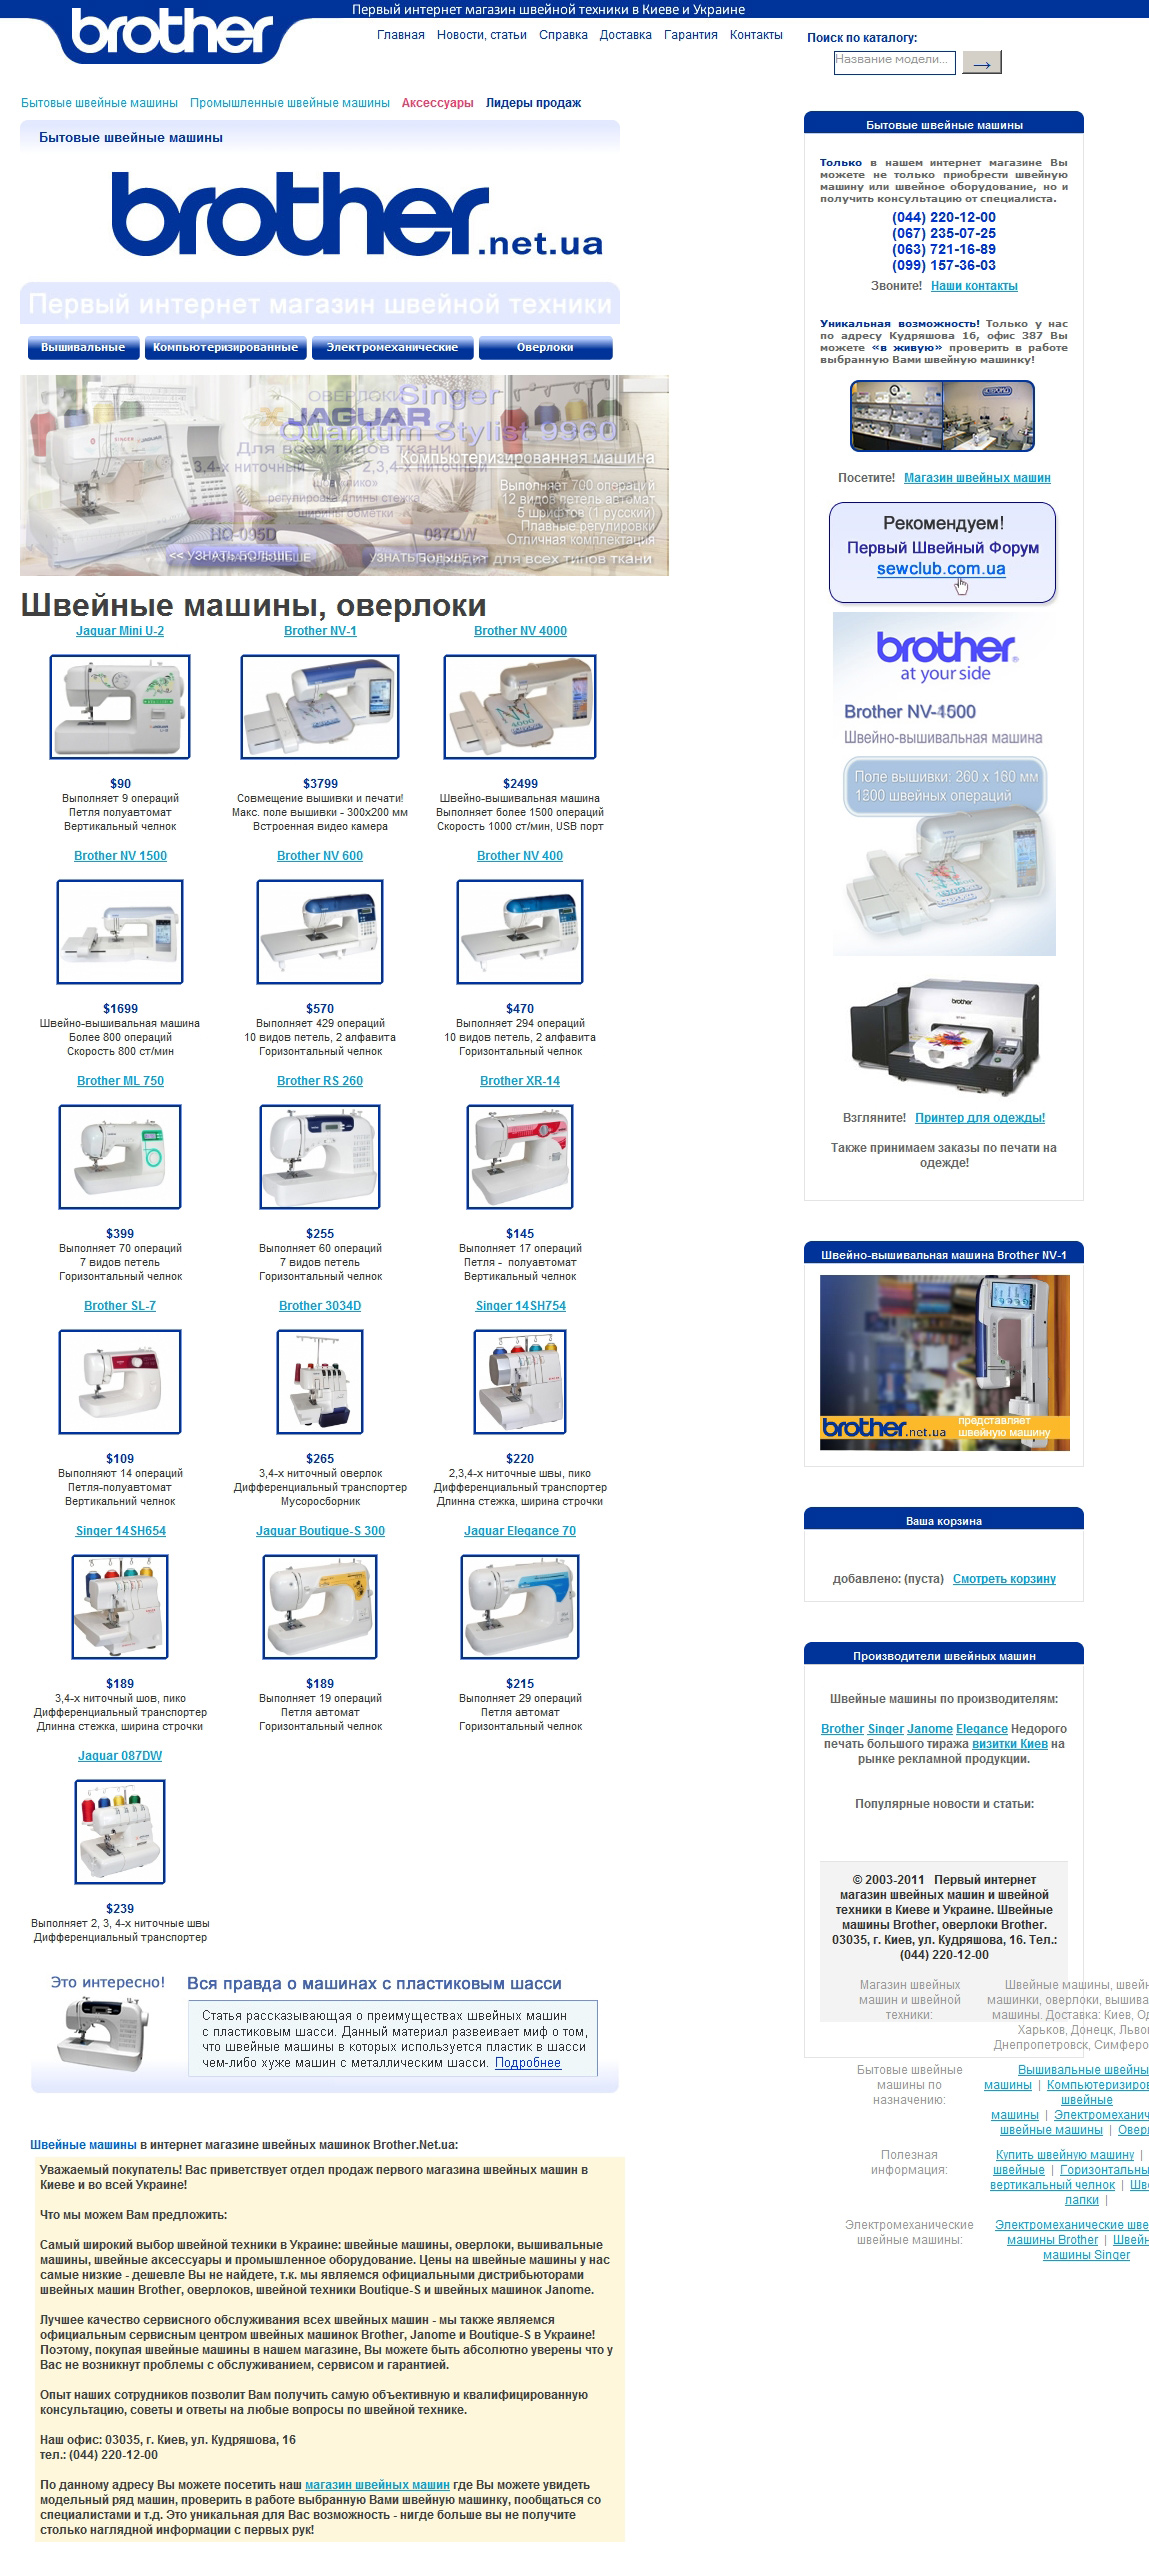 Первый интернет магазин швейной техники в Киеве и Украине
brother
Главная Новости, статьи Справка Доставка Гарантия Контакты
Поиск по каталогу:
Название модели... →
Бытовые швейные машины Промышленные швейные машины Аксессуары Лидеры продаж
Бытовые швейные машины
brother.net.ua
Первый интернет магазин швейной техники
Вышивальные Компьютеризированные Электромеханические Оверлоки
ОВЕРЛОКИ
Singer
JAGUAR
Quantum Stylist 9960
Для всех типов ткани
Компьютеризированная машина
3,4-х ниточный 2,3,4-х ниточный
шов «пико»
регулировка длины стежка,
ширины обметки
Выполняет 700 операций
12 видов петель автомат
5 шрифтов (1 русский)
Плавные регулировки
Отличная комплектация
HQ-095D 087DW
<< УЗНАТЬ БОЛЬШЕ
УЗНАТЬ БОЛЬШЕ
Подходит для всех типов ткани
Швейные машины, оверлоки
Jaguar Mini U-2 Brother NV-1 Brother NV 4000
$90 $3799 $2499
Выполняет 9 операций Совмещение вышивки и печати! Швейно-вышивальная машина
Петля полуавтомат Макс. поле вышивки - 300х200 мм Выполняет более 1500 операций
Вертикальный челнок Встроенная видео камера Скорость 1000 ст/мин, USB порт
Brother NV 1500 Brother NV 600 Brother NV 400
$1699 $570 $470
Швейно-вышивальная машина Выполняет 429 операций Выполняет 294 операций
Более 800 операций 10 видов петель, 2 алфавита 10 видов петель, 2 алфавита
Скорость 800 ст/мин Горизонтальный челнок Горизонтальный челнок
Brother ML 750 Brother RS 260 Brother XR-14
$399 $255 $145
Выполняет 70 операций Выполняет 60 операций Выполняет 17 операций
7 видов петель 7 видов петель Петля - полуавтомат
Горизонтальный челнок Горизонтальный челнок Вертикальный челнок
Brother SL-7 Brother 3034D Singer 14SH754
$109 $265 $220
Выполняют 14 операций 3,4-х ниточный оверлок 2,3,4-х ниточные швы, пико
Петля-полуавтомат Дифференциальный транспортер Дифференциальный транспортер
Вертикальний челнок Мусоросборник Длинна стежка, ширина строчки
Singer 14SH654 Jaguar Boutique-S 300 Jaguar Elegance 70
$189 $189 $215
3,4-х ниточный шов, пико Выполняет 19 операций Выполняет 29 операций
Дифференциальный транспортер Петля автомат Петля автомат
Длинна стежка, ширина строчки Горизонтальный челнок Горизонтальный челнок
Jaguar 087DW
$239
Выполняет 2, 3, 4-х ниточные швы
Дифференциальный транспортер
Это интересно! Вся правда о машинах с пластиковым шасси
Статья рассказывающая о преимуществах швейных машин
с пластиковым шасси. Данный материал развеивает миф о том,
что швейные машины в которых используется пластик в шасси
чем-либо хуже машин с металлическим шасси. Подробнее
Швейные машины в интернет магазине швейных машинок Brother.Net.ua:
Уважаемый покупатель! Вас приветствует отдел продаж первого магазина швейных машин в
Киеве и во всей Украине!
Что мы можем Вам предложить:
Самый широкий выбор швейной техники в Украине: швейные машины, оверлоки, вышивальные
машины, швейные аксессуары и промышленное оборудование. Цены на швейные машины у нас
самые низкие - дешевле Вы не найдете, т.к. мы являемся официальными дистрибьюторами
швейных машин Brother, оверлоков, швейной техники Boutique-S и швейных машинок Janome.
Лучшее качество сервисного обслуживания всех швейных машин - мы также являемся
официальным сервисным центром швейных машинок Brother, Janome и Boutique-S в Украине!
Поэтому, покупая швейные машины в нашем магазине, Вы можете быть абсолютно уверены что у
Вас не возникнут проблемы с обслуживанием, сервисом и гарантией.
Опыт наших сотрудников позволит Вам получить самую объективную и квалифицированную
консультацию, советы и ответы на любые вопросы по швейной технике.
Наш офис: 03035, г. Киев, ул. Кудряшова, 16
тел.: (044) 220-12-00
По данному адресу Вы можете посетить наш магазин швейных машин где Вы можете увидеть
модельный ряд машин, проверить в работе выбранную Вами швейную машинку, пообщаться со
специалистами и т.д. Это уникальная для Вас возможность - нигде больше вы не получите
столько наглядной информации с первых рук!
Бытовые швейные машины
Только в нашем интернет магазине Вы
можете не только приобрести швейную
машину или швейное оборудование, но и
получить консультацию от специалиста.
(044) 220-12-00
(067) 235-07-25
(063) 721-16-89
(099) 157-36-03
Звоните! Наши контакты
Уникальная возможность! Только у нас
по адресу Кудряшова 16, офис 387 Вы
можете «в живую» проверить в работе
выбранную Вами швейную машинку!
Посетите! Магазин швейных машин
Рекомендуем!
Первый Швейный Форум
sewclub.com.ua
brother®
at your side
Brother NV-1500
Швейно-вышивальная машина
Поле вышивки: 260 х 160 мм
швейных операций
brother
Взгляните! Принтер для одежды!
Также принимаем заказы по печати на
одежде!
Швейно-вышивальная машина Brother NV-1
brother.net.ua представляет
швейную машину
Ваша корзина
добавлено: (пуста) Смотреть корзину
Производители швейных машин
Швейные машины по производителям:
Brother Singer Janome Elegance Недорого
печать большого тиража визитки Киев на
рынке рекламной продукции.
Популярные новости и статьи:
© 2003-2011 Первый интернет
магазин швейных машин и швейной
техники в Киеве и Украине. Швейные
машины Brother, оверлоки Brother.
03035, г. Киев, ул. Кудряшова, 16. Тел.:
(044) 220-12-00
Магазин швейных Швейные машины, швейн
машин и швейной машинки, оверлоки, вышива
техники: машины. Доставка: Киев, Од
Харьков, Донецк, Львов
Днепропетровск, Симферо
Бытовые швейные Вышивальные швейны
машины по машины | Компьютеризиров
назначению: швейные
машины | Электромеханич
швейные машины | Овер
Полезная Купить швейную машину |
информация: швейные | Горизонтальны
вертикальный челнок | Шв
лапки |
Электромеханические Электромеханические шве
швейные машины: машины Brother | Швейн
машины Singer